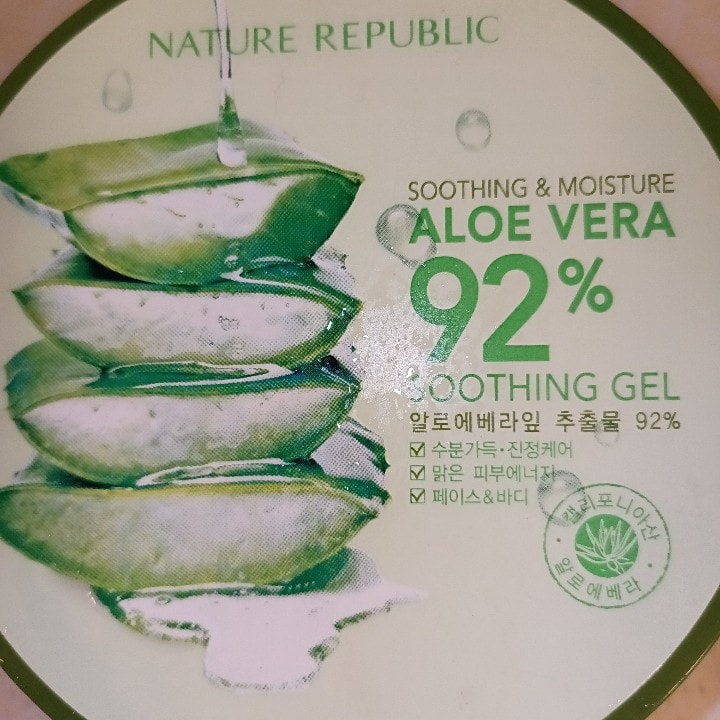 NATURE REPUBLIC
SOOTHING & MOISTURE
ALOE VERA
92%
SOOTHING GEL
알로에베라잎 추출물 92%
☑ 수분가득·진정케어
☑ 맑은 피부에너지
☑ 페이스&바디
캘리포니아산
알로에베라